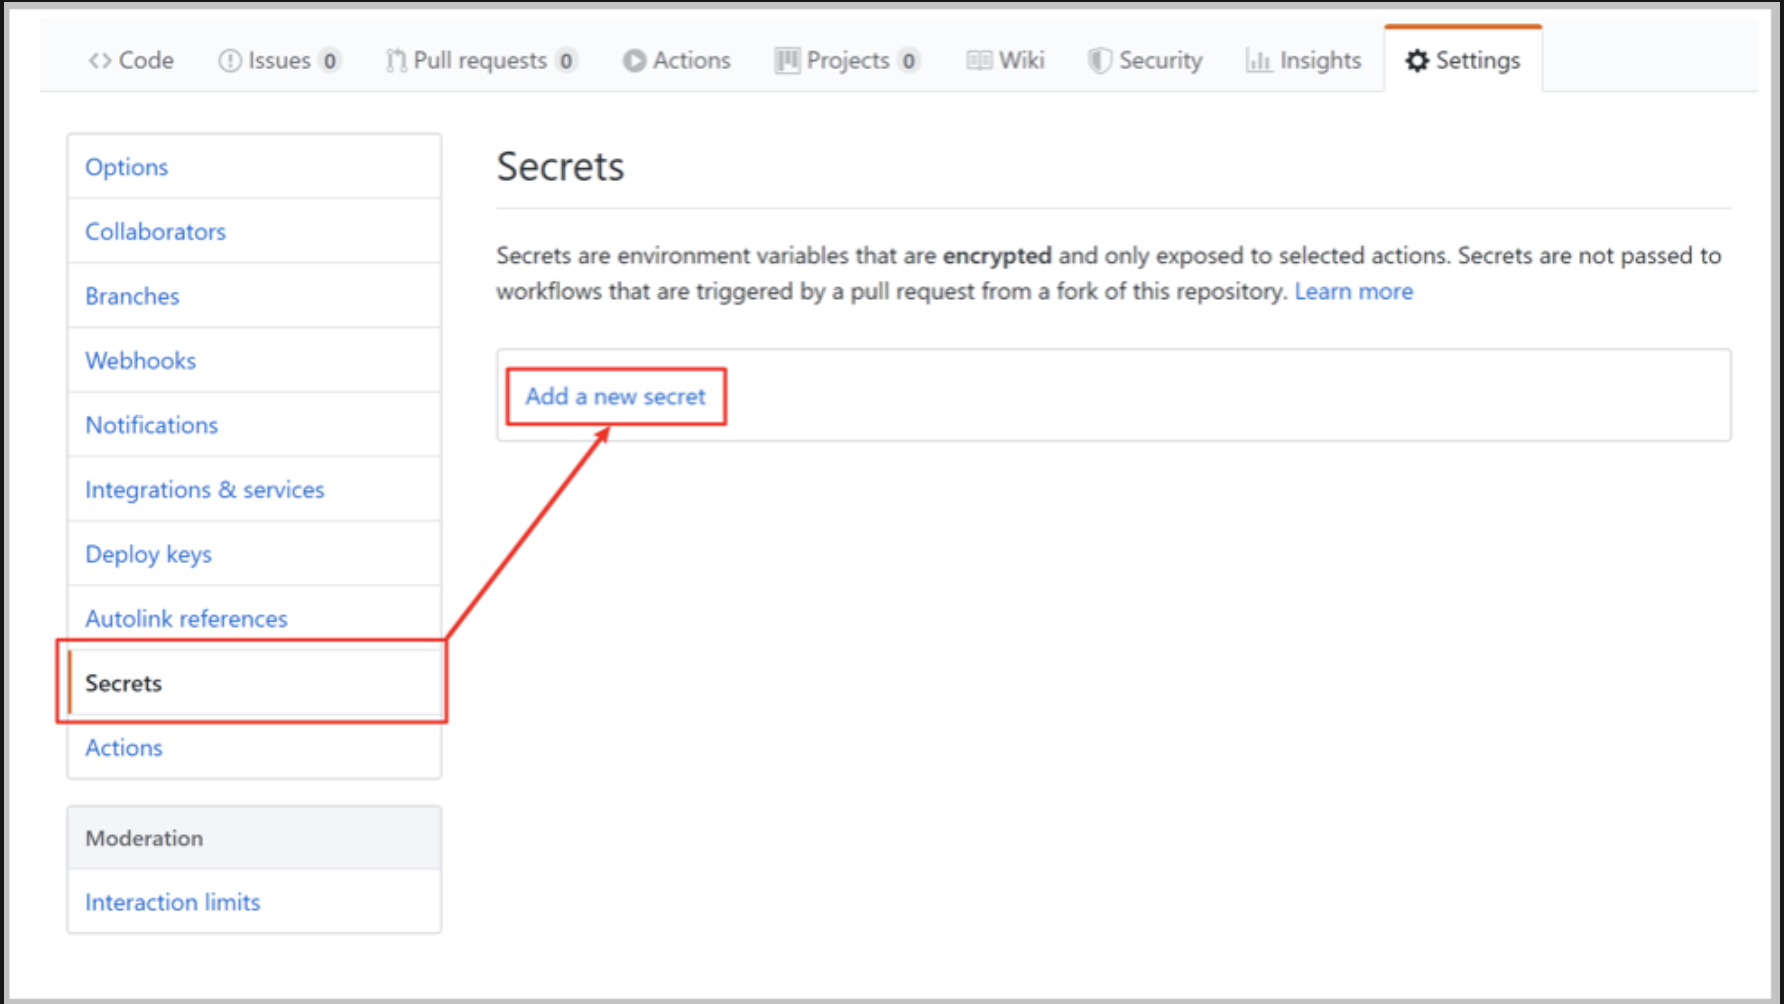 Code Issues 0 Pull requests 0 Actions Projects 0 Wiki Security Insights Settings
Options
Collaborators
Branches
Webhooks
Notifications
Integrations & services
Deploy keys
Autolink references
Secrets
Actions
Moderation
Interaction limits
Secrets
Secrets are environment variables that are encrypted and only exposed to selected actions. Secrets are not passed to
workflows that are triggered by a pull request from a fork of this repository. Learn more
Add a new secret